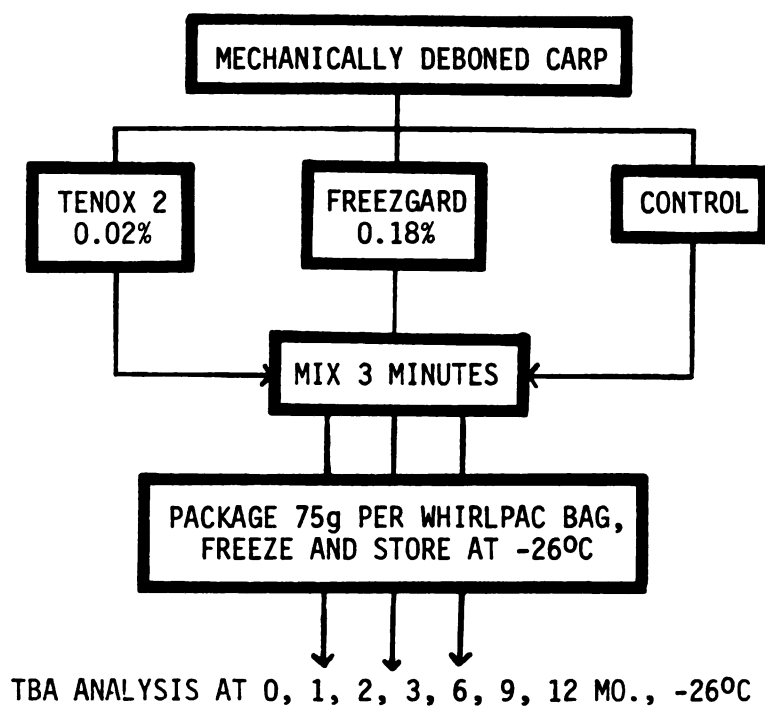 MECHANICALLY DEBONED CARP
TENOX 2
0.02%
FREEZGARD
0.18%
CONTROL
MIX 3 MINUTES
PACKAGE 75g PER WHIRLPAC BAG,
FREEZE AND STORE AT -26ºC
TBA ANALYSIS AT 0, 1, 2, 3, 6, 9, 12 MO., -26ºC